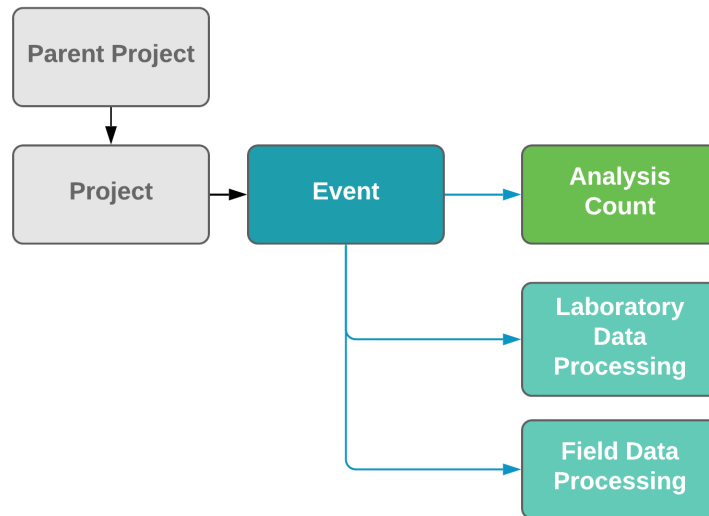 Parent Project
Project
Event
Analysis
Count
Laboratory
Data
Processing
Field Data
Processing